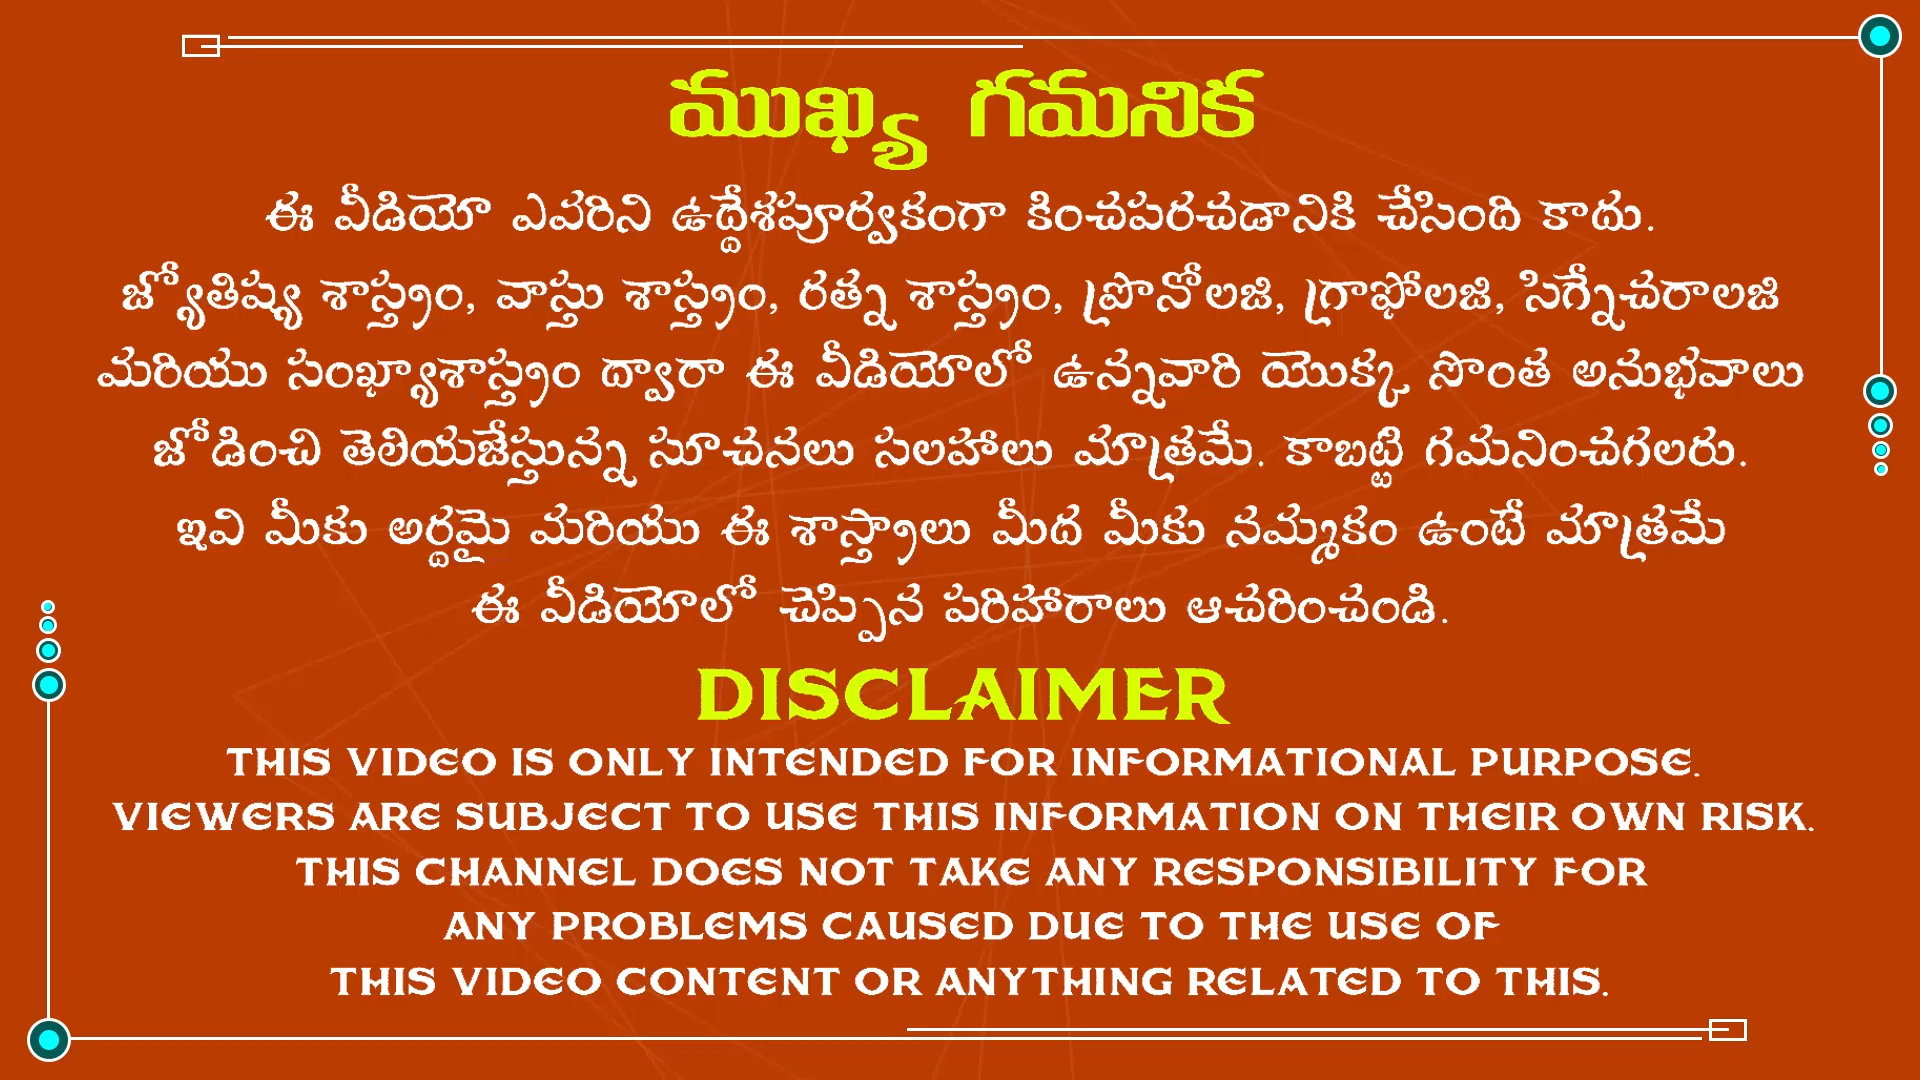 ముఖ్య గమనిక
ఈ వీడియో ఎవరిని ఉద్దేశపూర్వకంగా కించపరచడానికి చేసింది కాదు.
జ్యోతిష్య శాస్త్రం, వాస్తు శాస్త్రం, రత్న శాస్త్రం, ప్రొనోలజి, గ్రాఫోలజి, సిగ్నేచరాలజి
మరియు సంఖ్యాశాస్త్రం ద్వారా ఈ వీడియోలో ఉన్నవారి యొక్క సొంత అనుభవాలు
జోడించి తెలియజేస్తున్న సూచనలు సలహాలు మాత్రమే. కాబట్టి గమనించగలరు.
ఇవి మీకు అర్ధమై మరియు ఈ శాస్త్రాలు మీద మీకు నమ్మకం ఉంటే మాత్రమే
ఈ వీడియోలో చెప్పిన పరిహారాలు ఆచరించండి.
DISCLAIMER
THIS VIDEO IS ONLY INTENDED FOR INFORMATIONAL PURPOSE.
VIEWERS ARE SUBJECT TO USE THIS INFORMATION ON THEIR OWN RISK.
THIS CHANNEL DOES NOT TAKE ANY RESPONSIBILITY FOR
ANY PROBLEMS CAUSED DUE TO THE USE OF
THIS VIDEO CONTENT OR ANYTHING RELATED TO THIS.